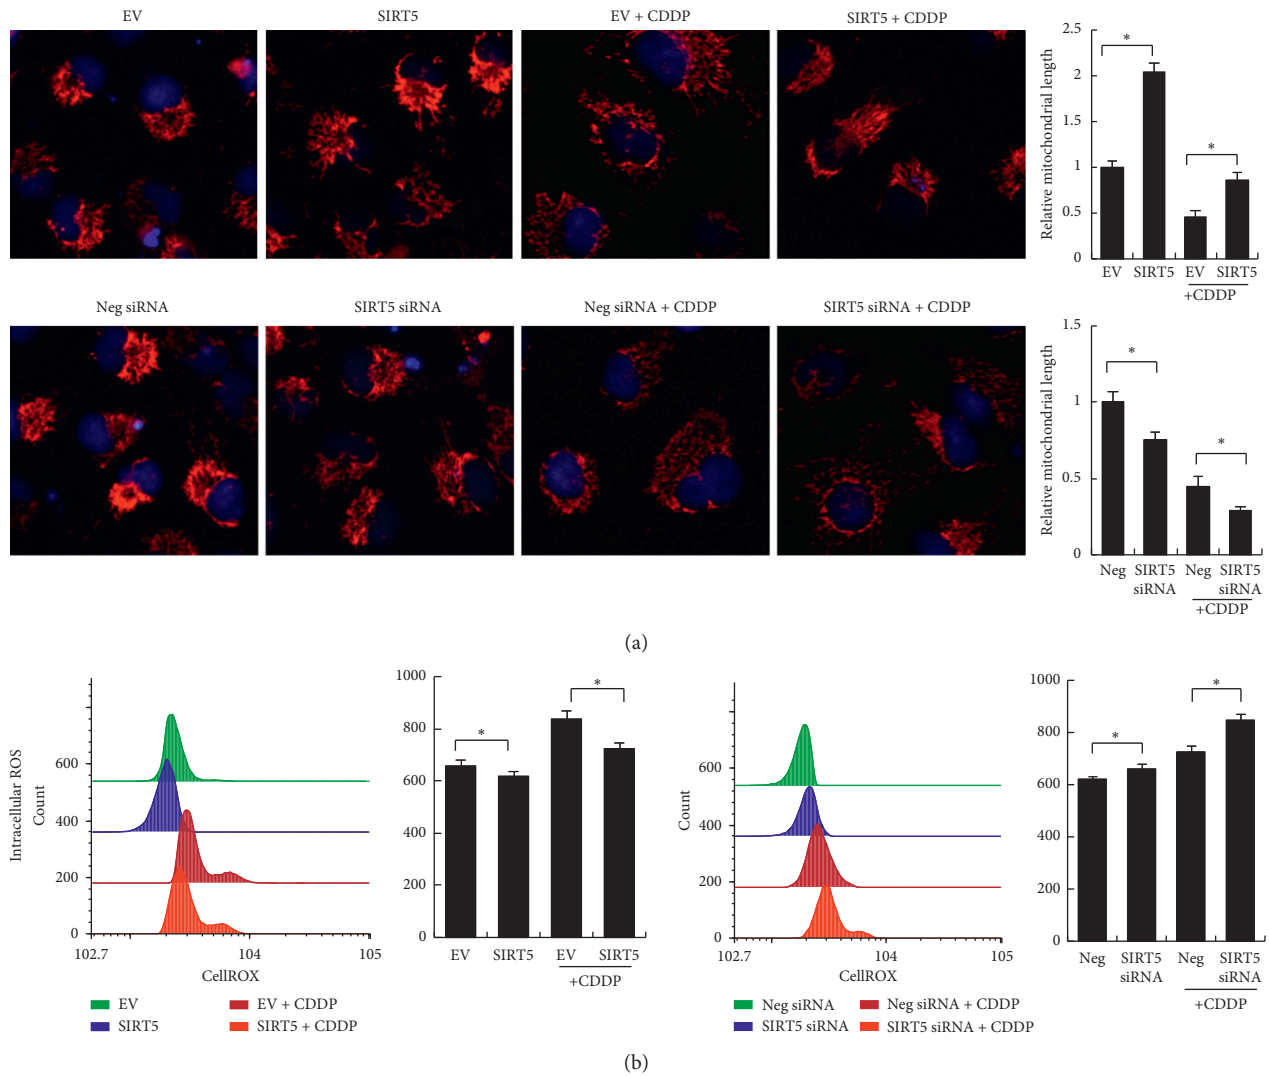 EV
SIRT5
EV + CDDP
SIRT5 + CDDP
Relative mitochondrial length
2.5
2
1.5
1
0.5
0
*
*
EV SIRT5 EV SIRT5
+CDDP
Neg siRNA
SIRT5 siRNA
Neg siRNA + CDDP
SIRT5 siRNA + CDDP
Relative mitochondrial length
1.5
1
0.5
0
*
*
Neg SIRT5 Neg SIRT5
siRNA siRNA
+CDDP
(a)
Intracellular ROS
Count
600
400
200
0
102.7 104 105
CellROX
EV
EV + CDDP
SIRT5
SIRT5 + CDDP
1000
800
600
400
200
0
*
*
EV SIRT5 EV SIRT5
+CDDP
Count
600
400
200
0
102.7 104 105
CellROX
Neg siRNA
Neg siRNA + CDDP
SIRT5 siRNA
SIRT5 siRNA + CDDP
1000
800
600
400
200
0
*
*
Neg SIRT5 Neg SIRT5
siRNA siRNA
+CDDP
(b)